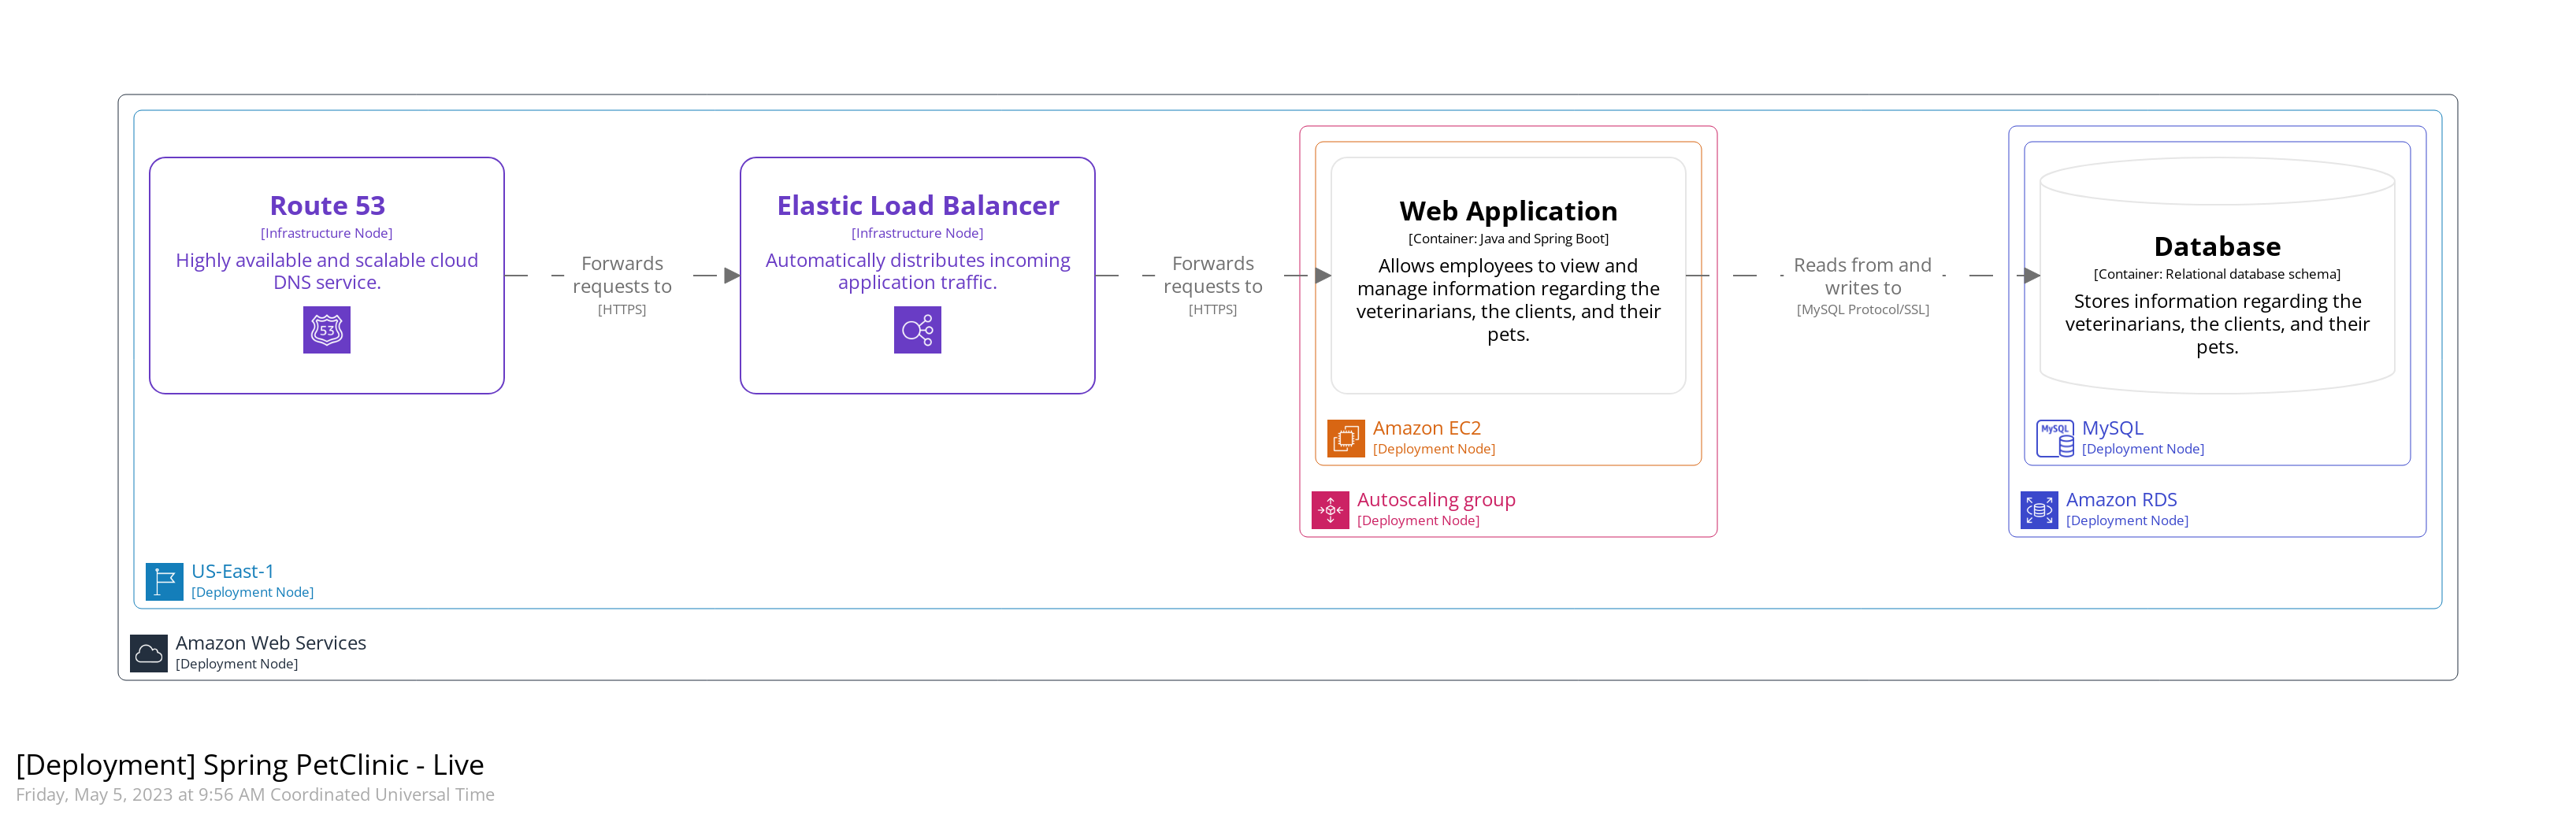 Route 53
[Infrastructure Node]
Highly available and scalable cloud
DNS service.
53
Forwards
requests to
[HTTPS]
Elastic Load Balancer
[Infrastructure Node]
Automatically distributes incoming
application traffic.
Forwards
requests to
[HTTPS]
Web Application
[Container: Java and Spring Boot]
Allows employees to view and
manage information regarding the
veterinarians, the clients, and their
pets.
Amazon EC2
[Deployment Node]
Autoscaling group
[Deployment Node]
Reads from and
writes to
[MySQL Protocol/SSL]
Database
[Container: Relational database schema]
Stores information regarding the
veterinarians, the clients, and their
pets.
MySQL
MySQL
[Deployment Node]
Amazon RDS
[Deployment Node]
US-East-1
[Deployment Node]
Amazon Web Services
[Deployment Node]
[Deployment] Spring PetClinic - Live
Friday, May 5, 2023 at 9:56 AM Coordinated Universal Time